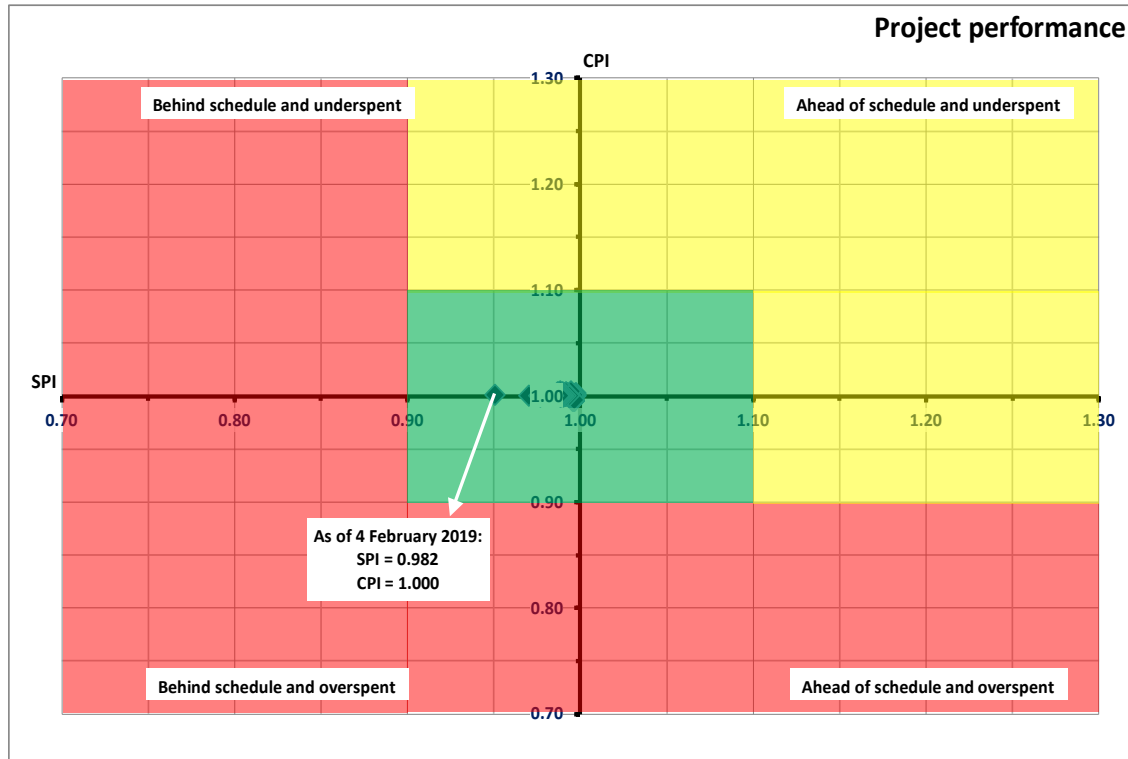 Project performance
CPI
1.30
Behind schedule and underspent
Ahead of schedule and underspent
1.20
1.10
SPI
1.00
0.70
0.80
0.90
1.00
1.10
1.20
1.30
0.90
As of 4 February 2019:
SPI = 0.982
CPI = 1.000
0.80
Behind schedule and overspent
Ahead of schedule and overspent
0.70